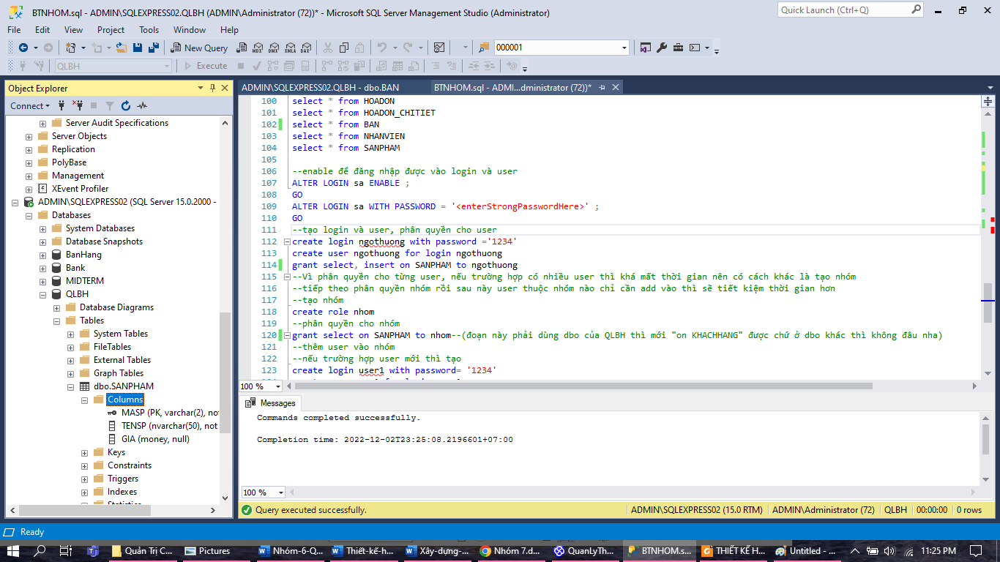 BTNHOM.sql - ADMIN\SQLEXPRESS02.QLBH (ADMIN\Administrator (72))* - Microsoft SQL Server Management Studio (Administrator)
Quick Launch (Ctrl+Q)
File Edit View Project Tools Window Help
New Query MDX DMX XMLA DAX 000001
QLBH Execute
Object Explorer
Connect
Server Audit Specifications
Server Objects
Replication
PolyBase
Management
XEvent Profiler
ADMIN\SQLEXPRESS02 (SQL Server 15.0.2000 -
Databases
System Databases
Database Snapshots
BanHang
Bank
MIDTERM
QLBH
Database Diagrams
Tables
System Tables
FileTables
External Tables
Graph Tables
dbo.SANPHAM
Columns
MASP (PK, varchar(2), no
TENSP (nvarchar(50), not
GIA (money, null)
Keys
Constraints
Triggers
Indexes
Statistics
ADMIN\SQLEXPRESS02.QLBH - dbo.BAN
BTNHOM.sql - ADMI...dministrator (72))*
100 select * from HOADON
101 select * from HOADON_CHITIET
102 select * from BAN
103 select * from NHANVIEN
104 select * from SANPHAM
105
106 --enable để đăng nhập được vào login và user
107 ALTER LOGIN sa ENABLE ;
108 GO
109 ALTER LOGIN sa WITH PASSWORD = '<enterStrongPasswordHere>' ;
110 GO
111 --tạo login và user, phân quyền cho user
112 create login ngothuong with password ='1234'
113 create user ngothuong for login ngothuong
114 grant select, insert on SANPHAM to ngothuong
115 --Vì phân quyền cho từng user, nếu trường hợp có nhiều user thì khá mất thời gian nên có cách khác là tạo nhóm
116 --tiếp theo phân quyền nhóm rồi sau này user thuộc nhóm nào chỉ cần add vào thì sẽ tiết kiệm thời gian hơn
117 --tạo nhóm
118 create role nhom
119 --phân quyền cho nhóm
120 grant select on SANPHAM to nhom--(đoạn này phải dùng dbo của QLBH thì mới "on KHACHHANG" được chứ ở dbo khác thì không đâu nha)
121 --thêm user vào nhóm
122 --nếu trường hợp user mới thì tạo
123 create login user1 with password= '1234'
100 %
Messages
Commands completed successfully.
Completion time: 2022-12-02T23:25:08.2196601+07:00
100 %
Query executed successfully. ADMIN\SQLEXPRESS02 (15.0 RTM) ADMIN\Administrator (72) QLBH 00:00:00 0 rows
Ready
Quản Trị C... Pictures Nhóm-6-Q... Thiết-kế-h... Xây-dựng-... Nhóm 7.d... QuanLyTh... BTNHOM.s... THIẾT KẾ H... Untitled - ... 11:25 PM